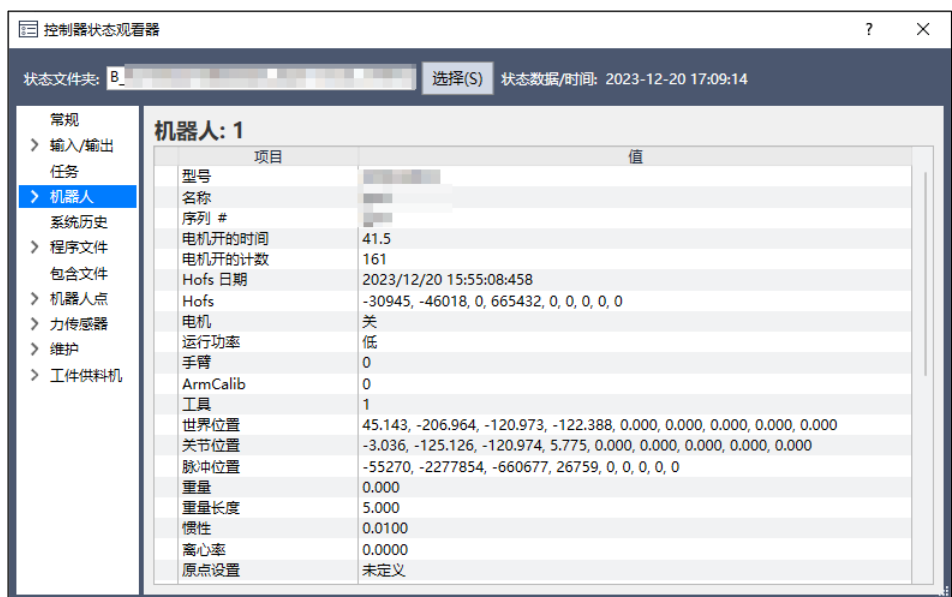 控制器状态观看器
状态文件夹: B_ 选择(S) 状态数据/时间: 2023-12-20 17:09:14
常规
输入/输出
任务
机器人
系统历史
程序文件
包含文件
机器人点
力传感器
维护
工件供料机
机器人: 1
项目 值
型号
名称
序列 #
电机开的时间 41.5
电机开的计数 161
Hofs 日期 2023/12/20 15:55:08:458
Hofs -30945, -46018, 0, 665432, 0, 0, 0, 0, 0
电机 关
运行功率 低
手臂 0
ArmCalib 0
工具 1
世界位置 45.143, -206.964, -120.973, -122.388, 0.000, 0.000, 0.000, 0.000, 0.000
关节位置 -3.036, -125.126, -120.974, 5.775, 0.000, 0.000, 0.000, 0.000, 0.000
脉冲位置 -55270, -2277854, -660677, 26759, 0, 0, 0, 0, 0
重量 0.000
重量长度 5.000
惯性 0.0100
离心率 0.0000
原点设置 未定义